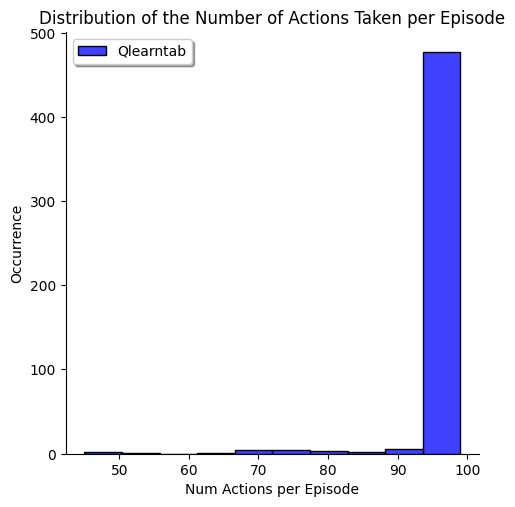 Distribution of the Number of Actions Taken per Episode
Qlearntab
500
400
300
200
100
0
Occurrence
50 60 70 80 90 100
Num Actions per Episode